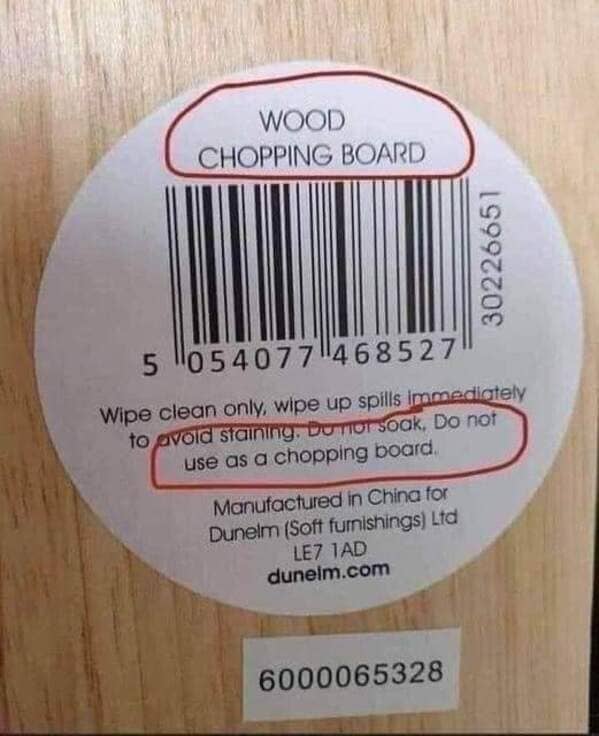 WOOD
CHOPPING BOARD
30226651
5 054077 468527
Wipe clean only, wipe up spills immediately
to avoid staining. Do not soak, Do not
use as a chopping board.
Manufactured in China for
Dunelm (Soft furnishings) Ltd
LE7 1AD
dunelm.com
6000065328